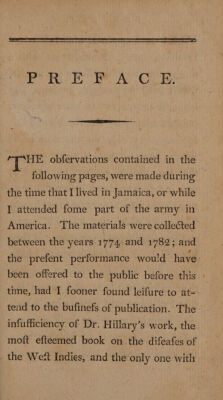 PREFACE.
THE obſervations contained in the
following pages, were made during
the time that I lived in Jamaica, or while
I attended ſome part of the army in
America. The materials were collected
between the years 1774 and 1782; and
the preſent performance would have
been offered to the public before this
time, had I ſooner found leiſure to at-
tend to the buſineſs of publication. The
inſufficiency of Dr. Hillary's work, the
moſt eſteemed book on the diſeaſes of
the Weſt Indies, and the only one with